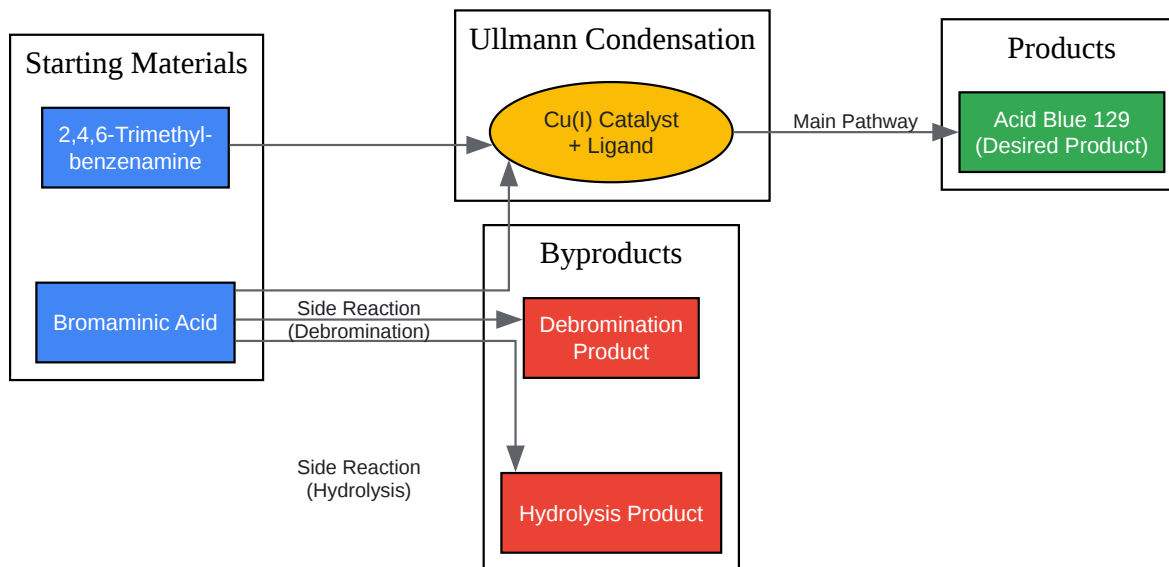 Starting Materials
2,4,6-Trimethyl-
benzenamine
Bromaminic Acid
Ullmann Condensation
Cu(I) Catalyst
+ Ligand
Main Pathway
Products
Acid Blue 129
(Desired Product)
Side Reaction
(Debromination)
Byproducts
Debromination
Product
Side Reaction
(Hydrolysis)
Hydrolysis Product